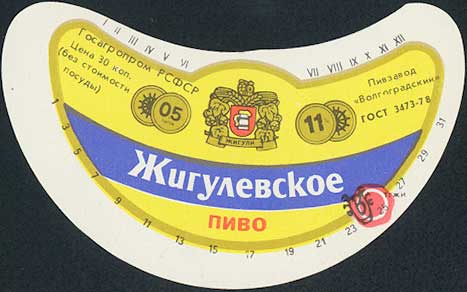 I II III IV V VI
VII VIII IX X XI XII
Госагропром РСФСР
Цена 30 коп.
(без стоимости
посуды)
05
ЖИГУЛИ
11%
Пивзавод
«Волгоградский»
ГОСТ 3473-78
Жигулевское
ПИВО
1 3 5 7 9 11 13 15 17 19 21 23 25 27 29 31